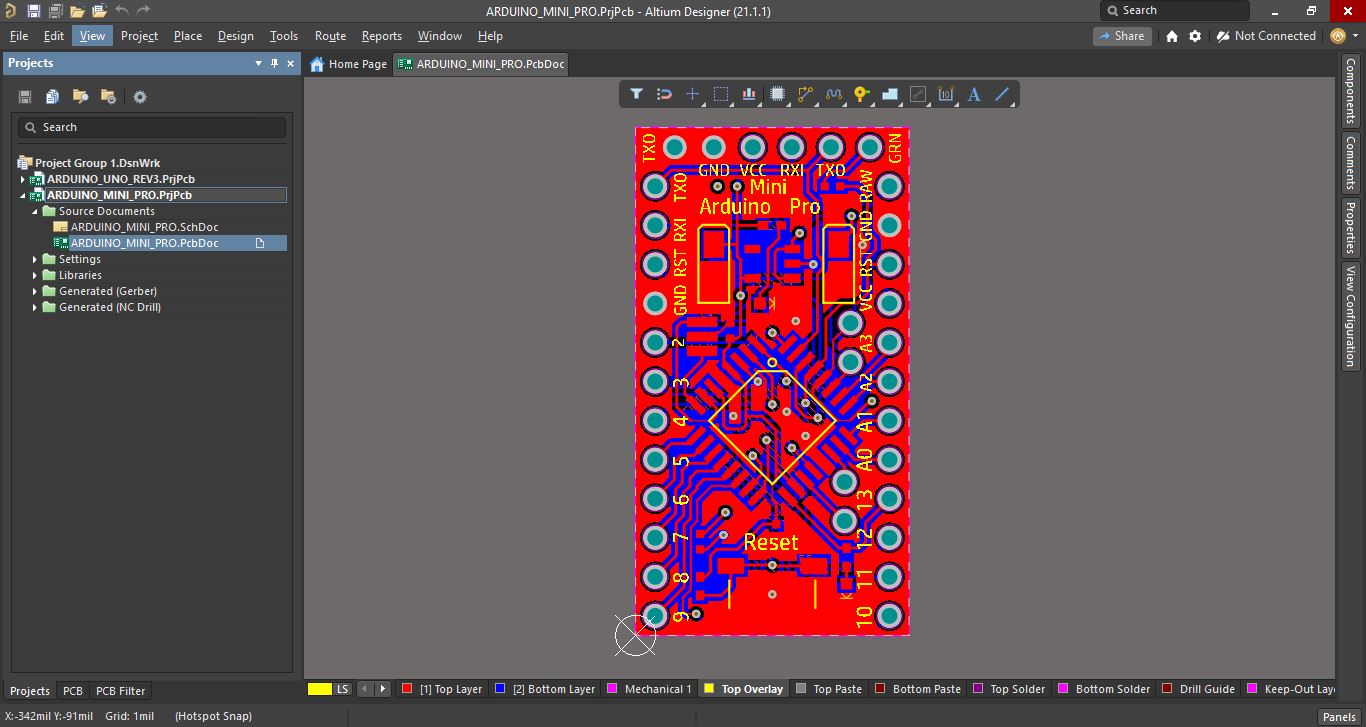 ARDUINO_MINI_PRO.PrjPcb - Altium Designer (21.1.1)
Search
File Edit View Project Place Design Tools Route Reports Window Help
Share
Not Connected
Projects
Home Page
ARDUINO_MINI_PRO.PcbDoc
Search
Project Group 1.DsnWrk
ARDUINO_UNO_REV3.PrjPcb
ARDUINO_MINI_PRO.PrjPcb
Source Documents
ARDUINO_MINI_PRO.SchDoc
ARDUINO_MINI_PRO.PcbDoc
Settings
Libraries
Generated (Gerber)
Generated (NC Drill)
TXO
GRN
GND VCC RXI TXO
Mini
Arduino Pro
TXO
RXI
RST
GND
2
3
4
5
6
7
8
9
RAW
GND
RST
VCC
A3
A2
A1
A0
13
12
11
10
Reset
Components
Comments
Properties
View Configuration
Projects PCB PCB Filter
LS
[1] Top Layer
[2] Bottom Layer
Mechanical 1
Top Overlay
Top Paste
Bottom Paste
Top Solder
Bottom Solder
Drill Guide
Keep-Out Lay
X:-342mil Y:-91mil Grid: 1mil (Hotspot Snap)
Panels